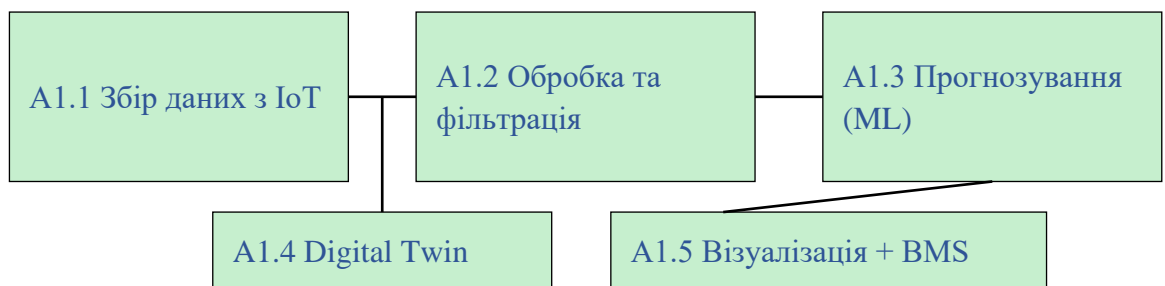 A1.1 Збір даних з IoT
A1.2 Обробка та
фільтрація
A1.3 Прогнозування
(ML)
A1.4 Digital Twin
A1.5 Візуалізація + BMS